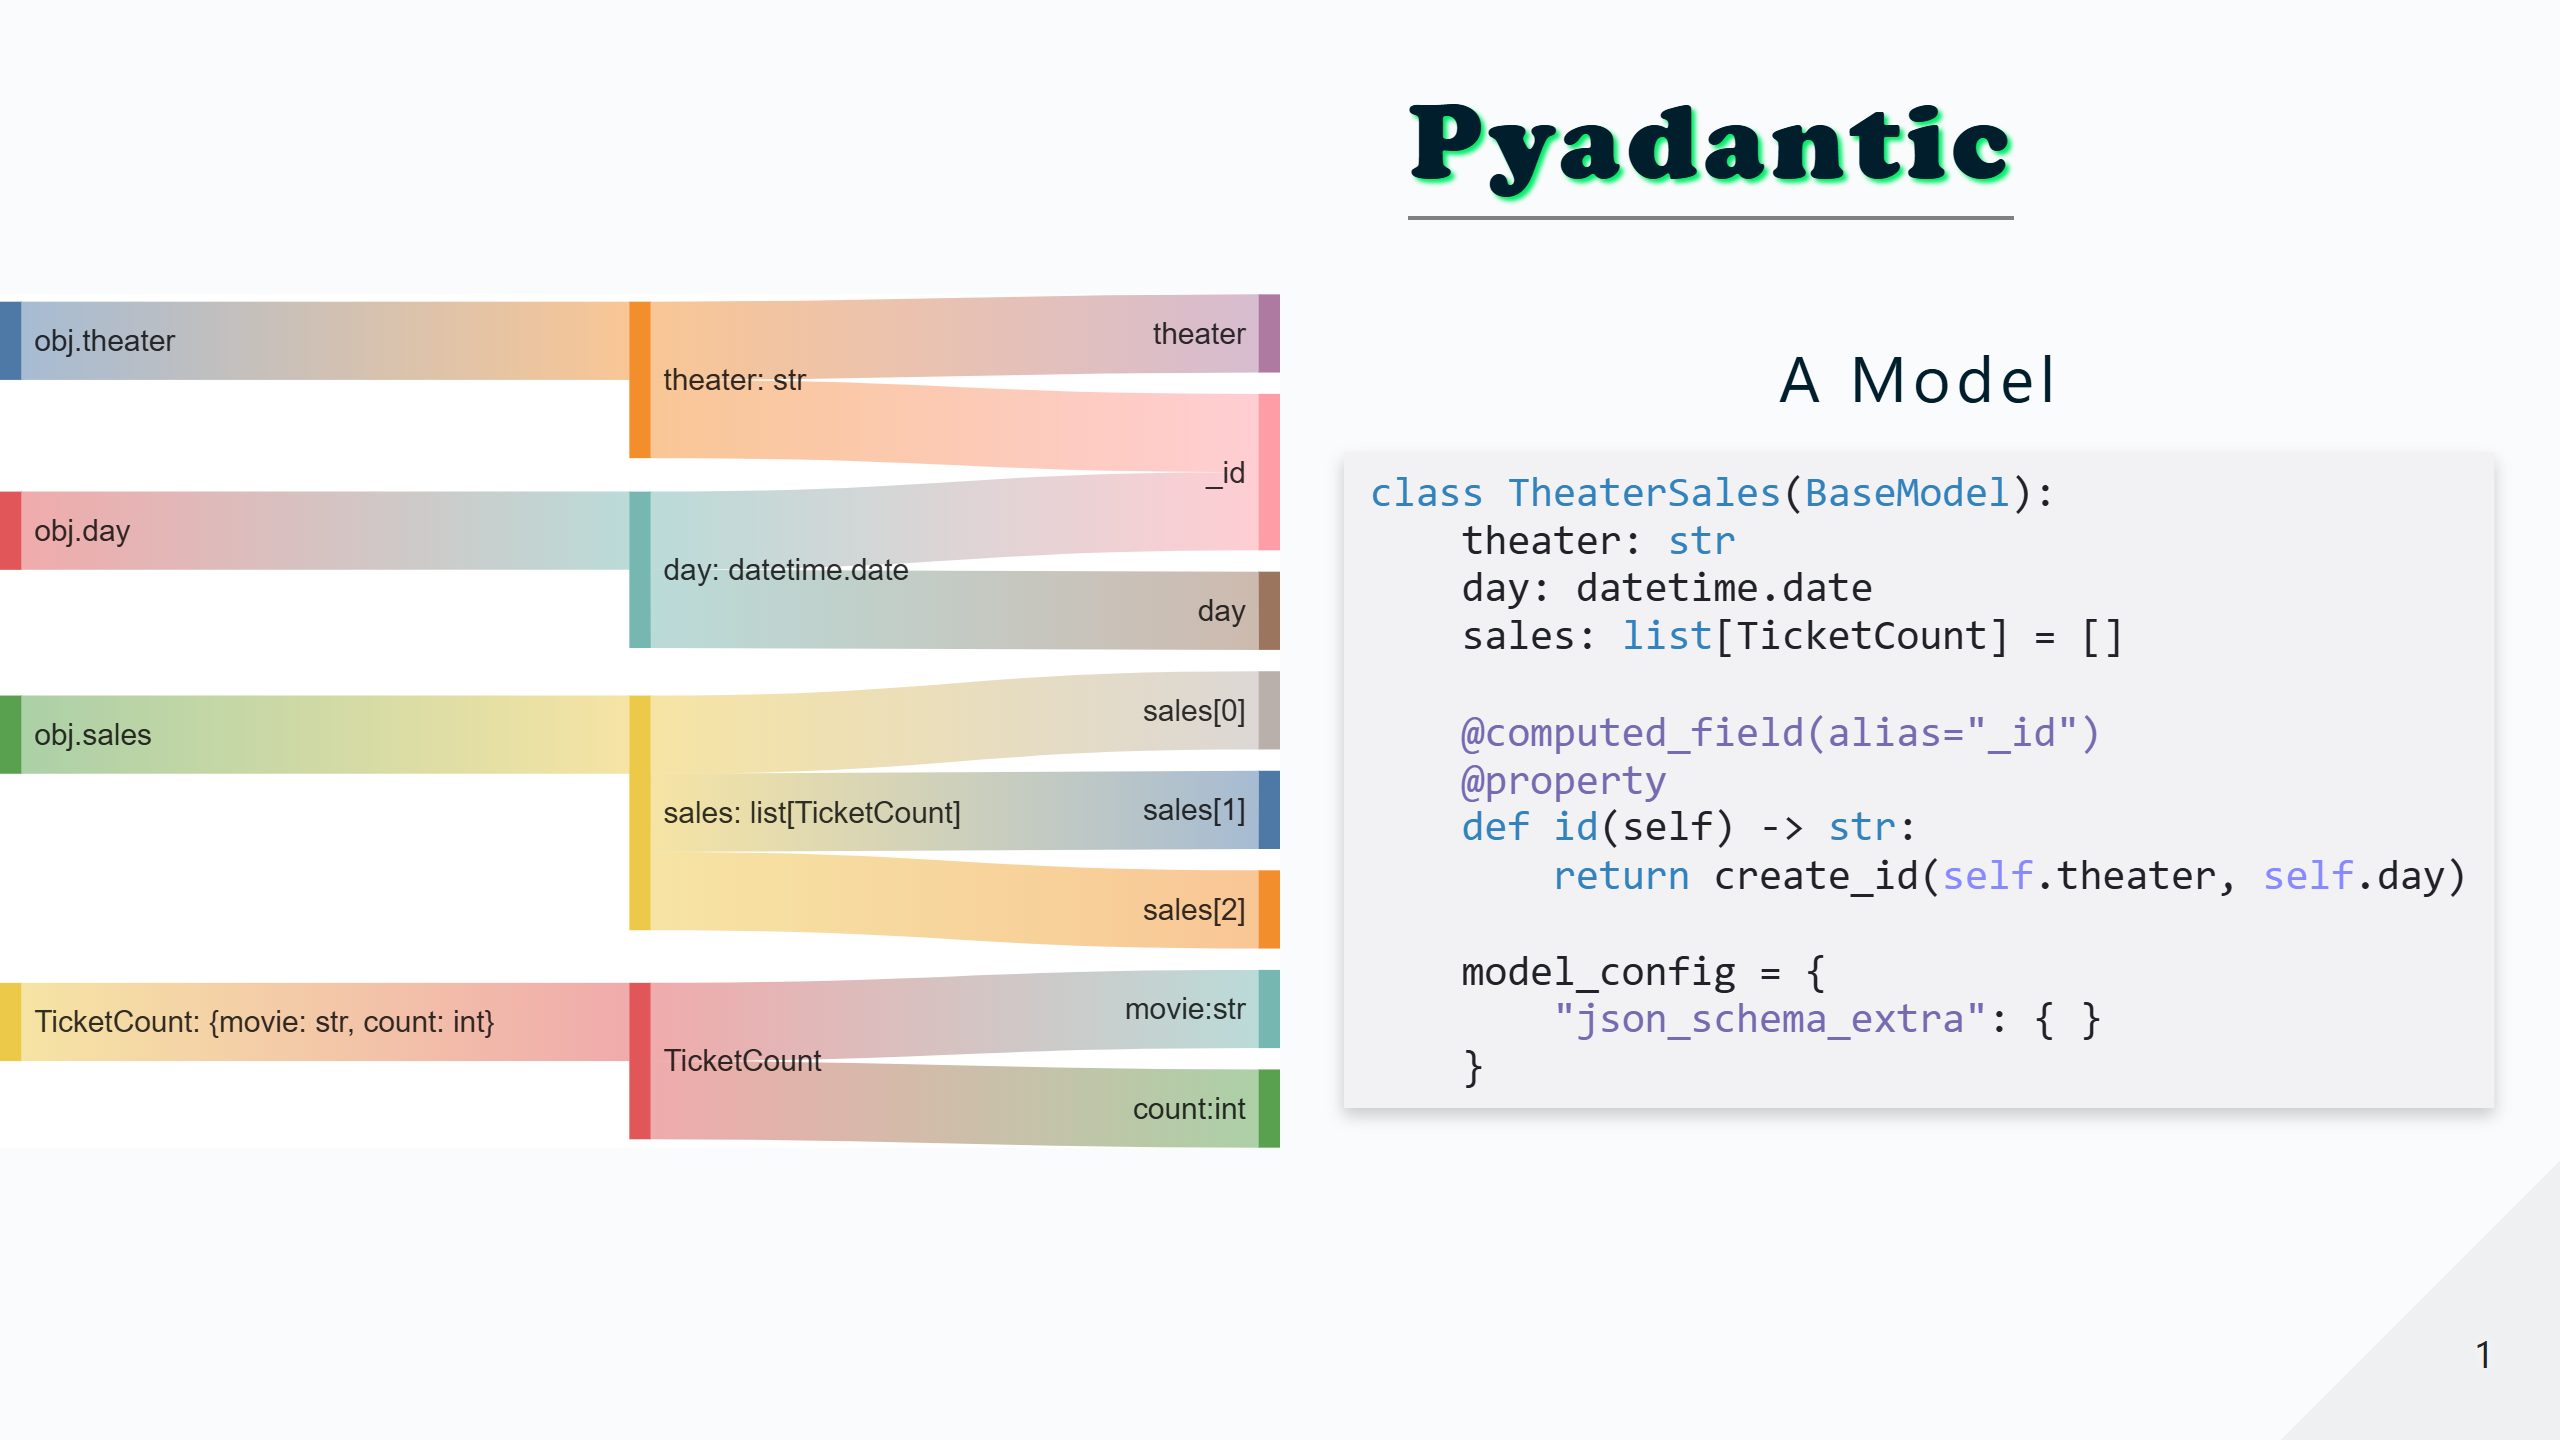 Pyadantic
obj.theater
theater: str
theater
_id
obj.day
day: datetime.date
day
obj.sales
sales: list[TicketCount]
sales[0]
sales[1]
sales[2]
TicketCount: {movie: str, count: int}
TicketCount
movie:str
count:int
A Model
class TheaterSales(BaseModel):
    theater: str
    day: datetime.date
    sales: list[TicketCount] = []

    @computed_field(alias="_id")
    @property
    def id(self) -> str:
        return create_id(self.theater, self.day)

    model_config = {
        "json_schema_extra": { }
    }
1